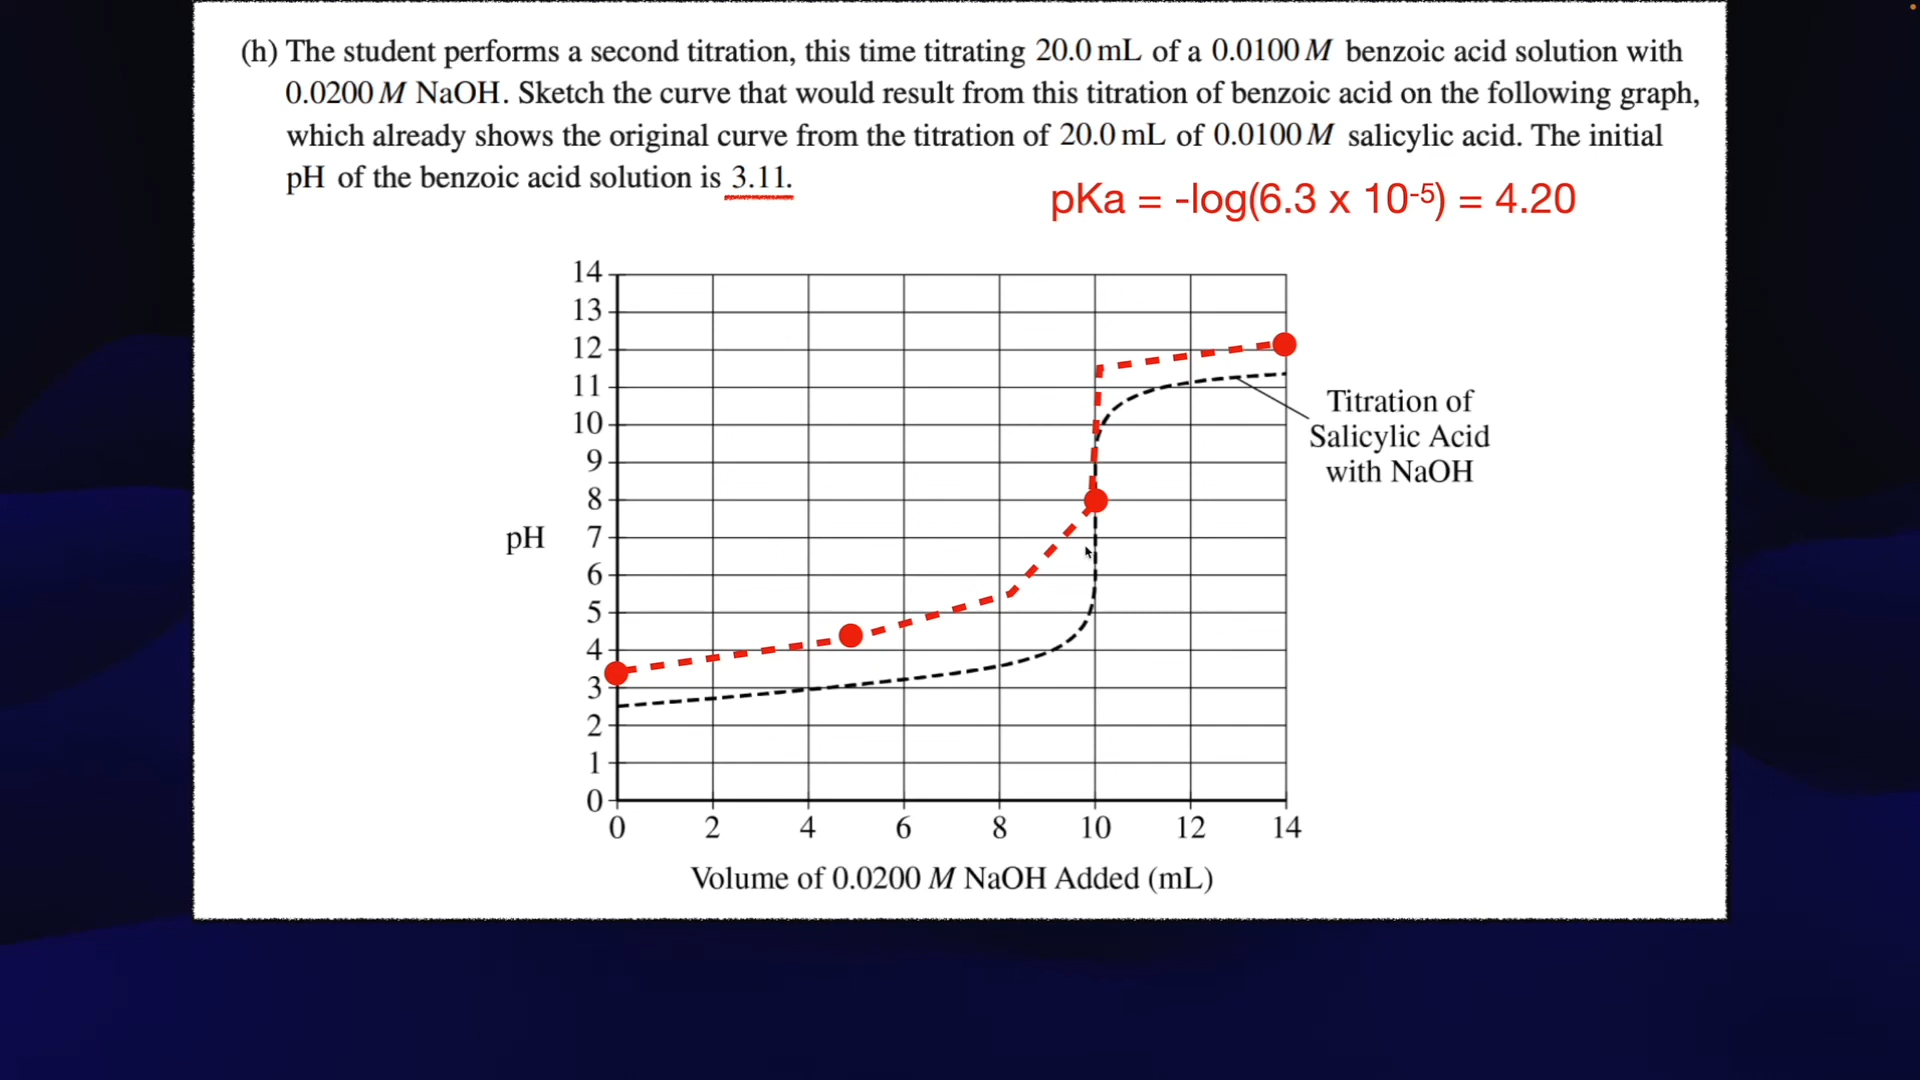 (h) The student performs a second titration, this time titrating 20.0 mL of a 0.0100 M benzoic acid solution with
0.0200 M NaOH. Sketch the curve that would result from this titration of benzoic acid on the following graph,
which already shows the original curve from the titration of 20.0 mL of 0.0100 M salicylic acid. The initial
pH of the benzoic acid solution is 3.11.
pKa = -log(6.3 x 10-5) = 4.20
14
13
12
11
10
9
8
7
6
5
4
3
2
1
0
pH
Titration of
Salicylic Acid
with NaOH
0 2 4 6 8 10 12 14
Volume of 0.0200 M NaOH Added (mL)